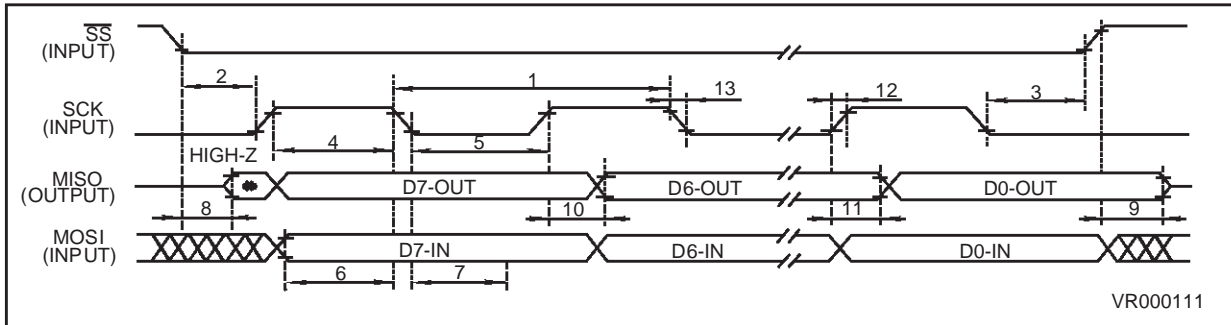 SS
(INPUT)
2
1
13
12
3
SCK
(INPUT)
4
5
HIGH-Z
MISO
(OUTPUT)
D7-OUT
D6-OUT
D0-OUT
8
10
11
9
MOSI
(INPUT)
D7-IN
D6-IN
D0-IN
6
7
VR000111